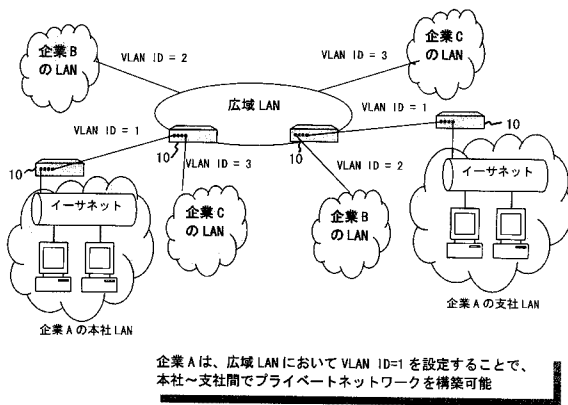 企業B
のLAN
VLAN ID = 2
企業C
のLAN
VLAN ID = 3
広域 LAN
VLAN ID = 1
VLAN ID = 1
10
10
10
10
VLAN ID = 3
VLAN ID = 2
イーサネット
イーサネット
企業C
のLAN
企業B
のLAN
企業Aの本社LAN
企業Aの支社LAN
企業Aは、広域LANにおいてVLAN ID=1を設定することで、
本社~支社間でプライベートネットワークを構築可能